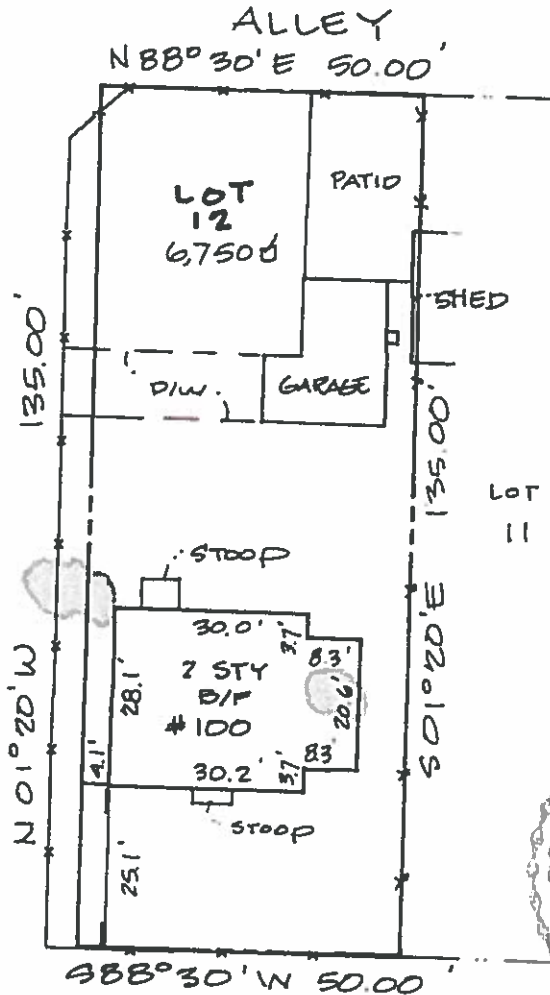 ALLEY
N 88° 30' E 50.00'
LOT
12
6,750
PATIO
SHED
135.00'
D/W.
GARAGE
135.00'
LOT
11
STOOP
30.0'
3.7'
8.3'
2 STY
B/F
#100
28.1'
20.6'
S 01° 20' E
N 01° 20' W
4.1'
30.2'
3.7'
8.3
STOOP
25.1'
S88° 30' W 50.00'